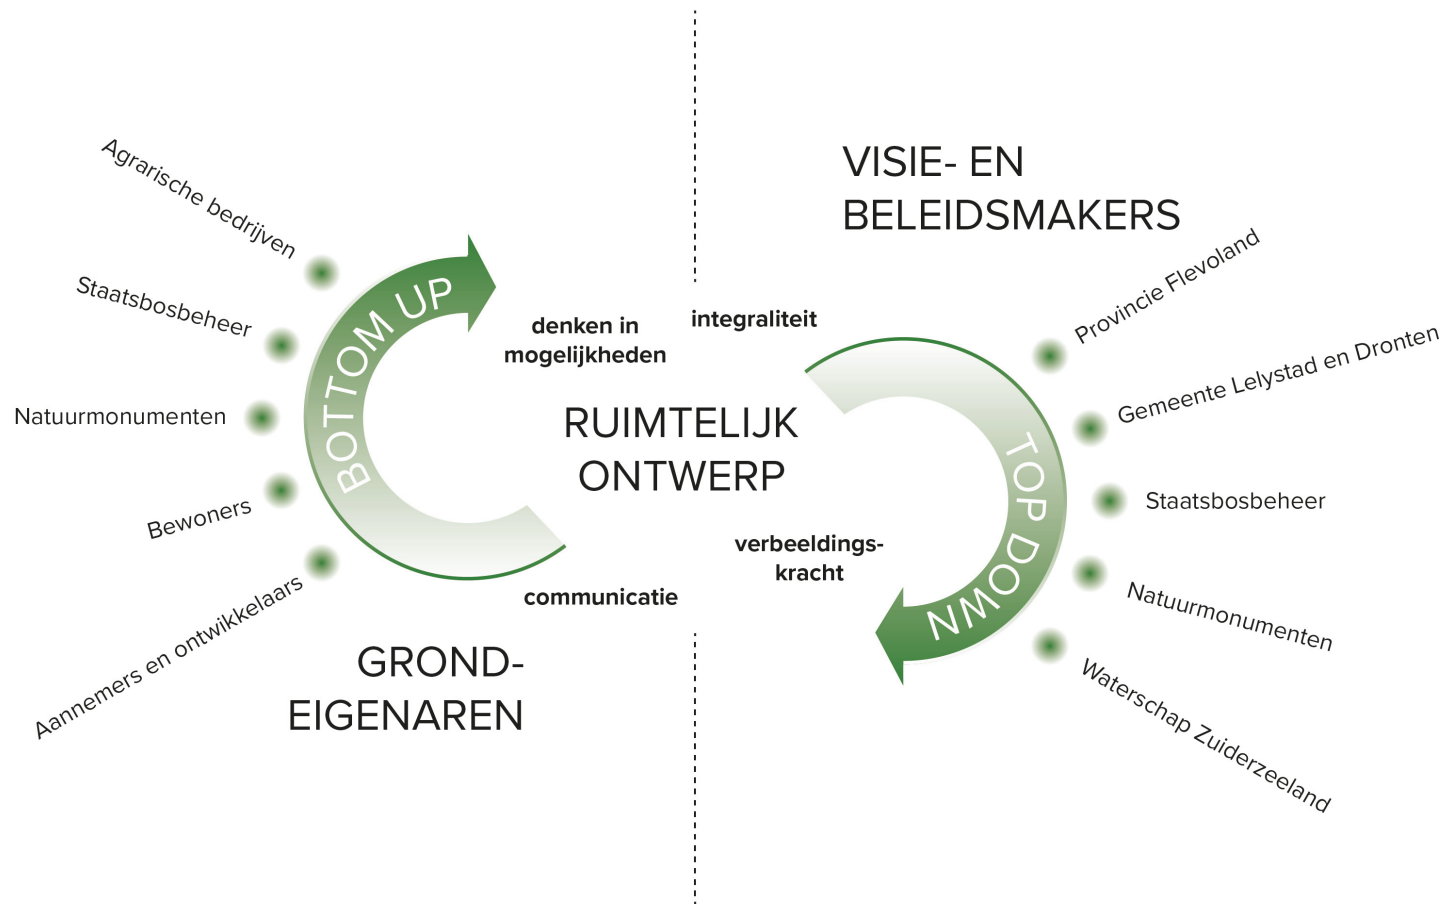 Agrarische bedrijven
Staatsbosbeheer
Natuurmonumenten
Bewoners
Aannemers en ontwikkelaars
BOTTOM UP
GROND-
EIGENAREN
denken in
mogelijkheden
integraliteit
RUIMTELIJK
ONTWERP
verbeeldings-
kracht
communicatie
VISIE- EN
BELEIDSMAKERS
TOP DOWN
Provincie Flevoland
Gemeente Lelystad en Dronten
Staatsbosbeheer
Natuurmonumenten
Waterschap Zuiderzeeland